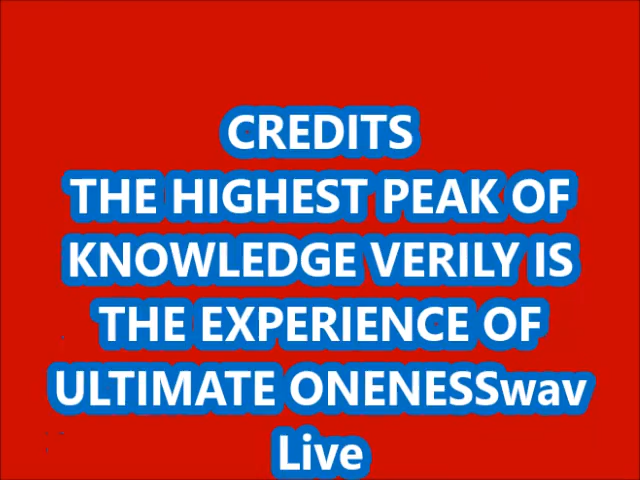 CREDITS
THE HIGHEST PEAK OF
KNOWLEDGE VERILY IS
THE EXPERIENCE OF
ULTIMATE ONENESSwav
Live